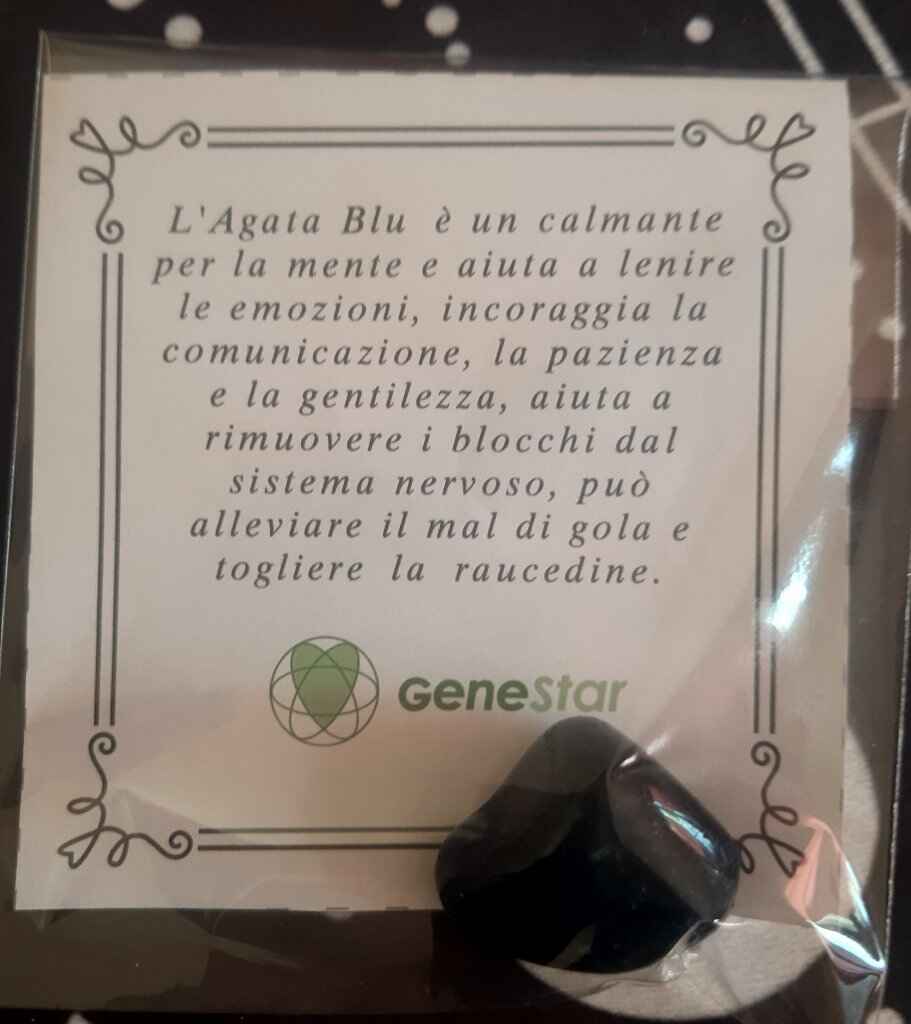 L'Agata Blu è un calmante
per la mente e aiuta a lenire
le emozioni, incoraggia la
comunicazione, la pazienza
e la gentilezza, aiuta a
rimuovere i blocchi dal
sistema nervoso, può
alleviare il mal di gola e
togliere la raucedine.
GeneStar